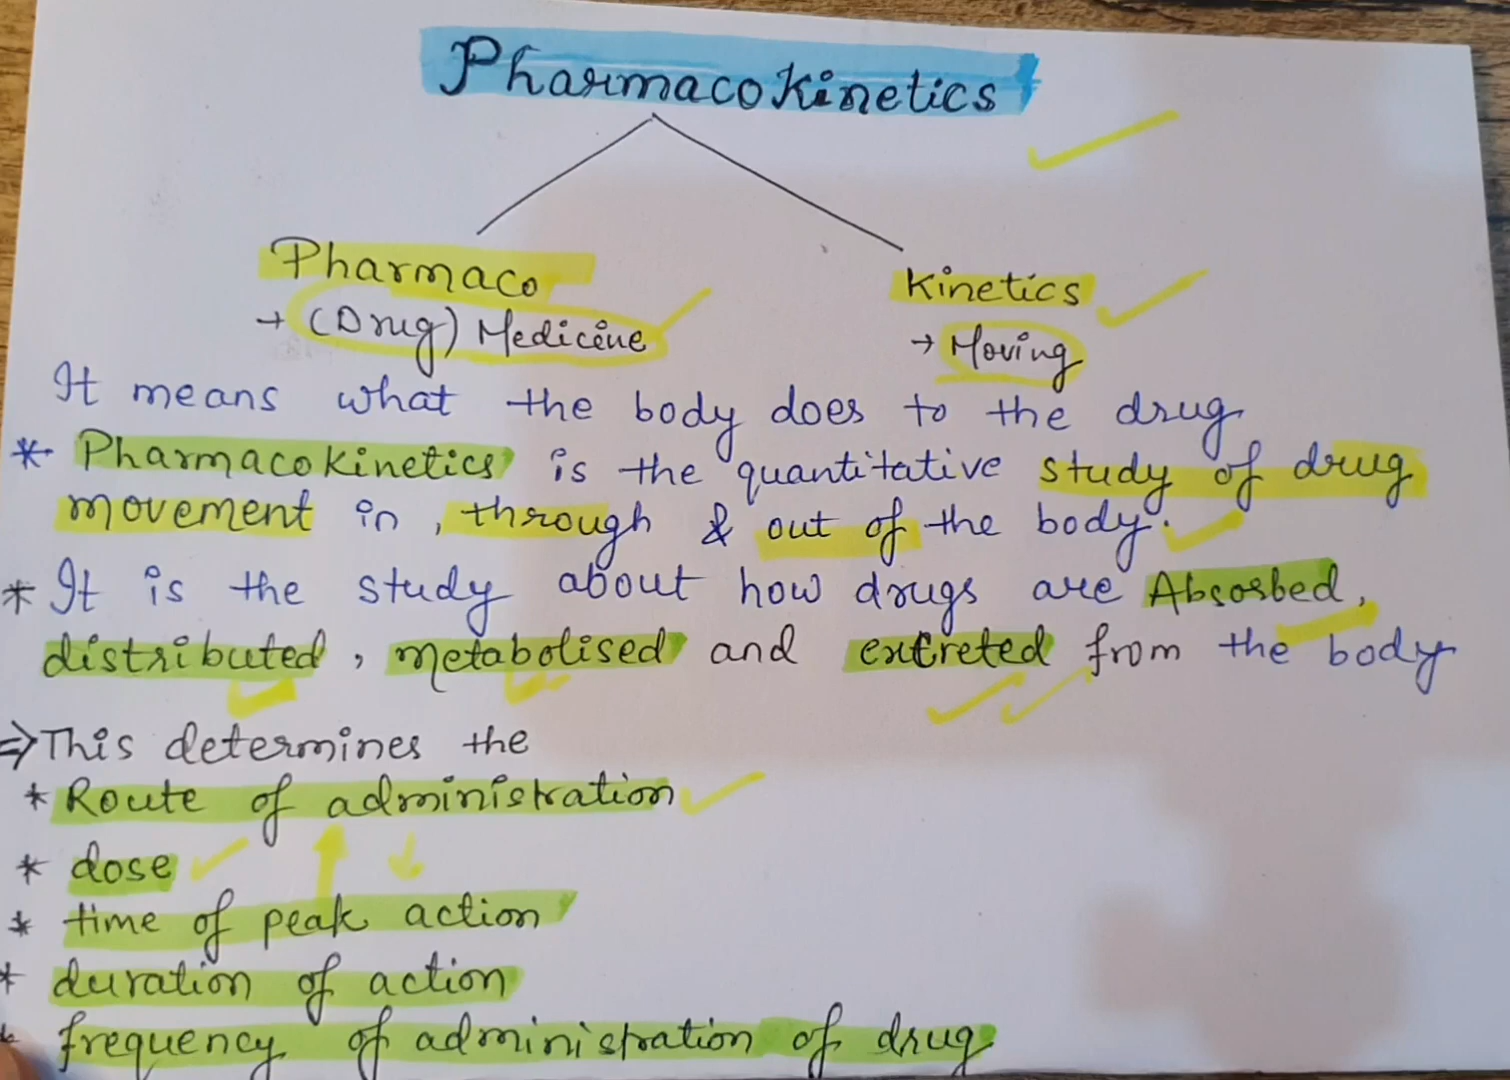 Pharmacokinetics
Pharmaco
Kinetics
→ (Drug) Medicine
→ Moving
It means what the body does to the drug
* Pharmacokinetics is the quantitative study of drug
movement in, through & out of the body.
* It is the study about how drugs are Absorbed,
distributed, metabolised and excreted from the body
⇒ This determines the
* Route of administration
* dose
* time of peak action
* duration of action
* frequency of administration of drug